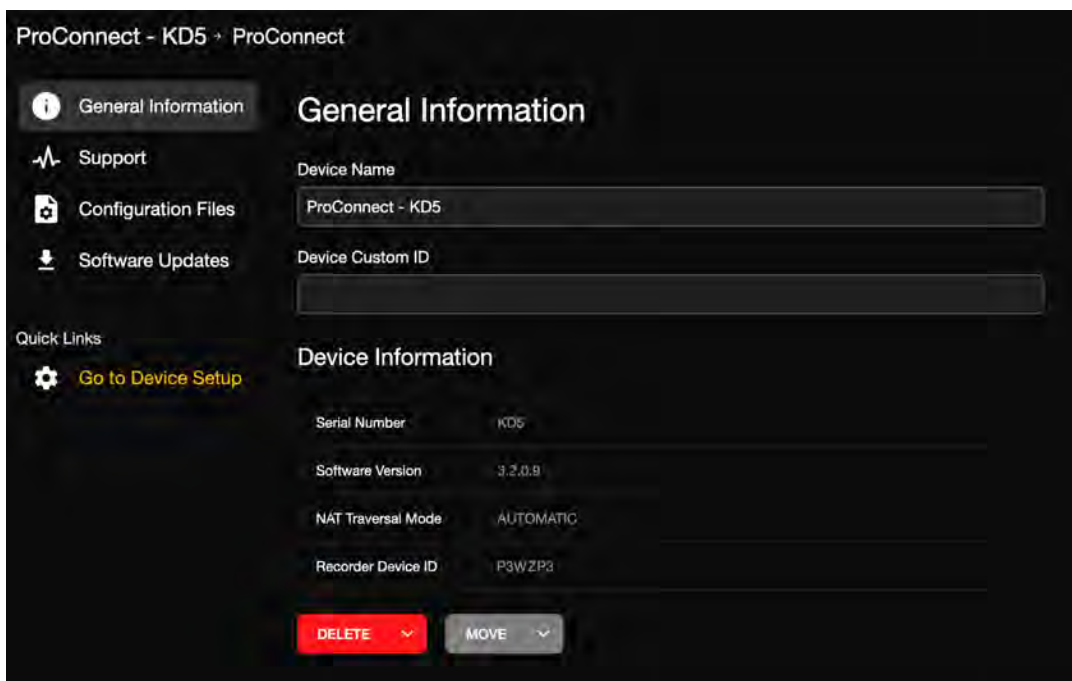 ProConnect - KD5 › ProConnect
General Information
Support
Configuration Files
Software Updates
Quick Links
Go to Device Setup
General Information
Device Name
ProConnect - KD5
Device Custom ID
Device Information
Serial Number KD5
Software Version 3.2.0.9
NAT Traversal Mode AUTOMATIC
Recorder Device ID P3WZP3
DELETE
MOVE